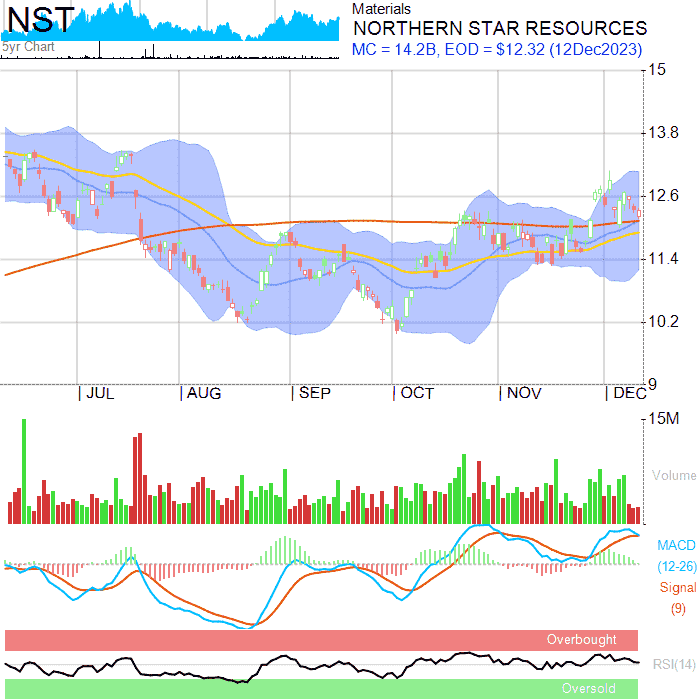 NST
5yr Chart
Materials
NORTHERN STAR RESOURCES
MC = 14.2B, EOD = $12.32 (12Dec2023)
15
13.8
12.6
11.4
10.2
9
JUL AUG SEP OCT NOV DEC
15M
Volume
MACD
(12-26)
Signal
(9)
Overbought
RSI(14)
Oversold